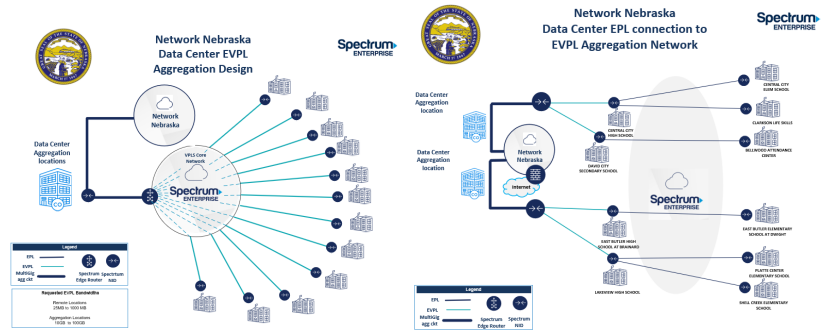 Network Nebraska
Data Center EVPL
Aggregation Design
Spectrum
ENTERPRISE
Network
Nebraska
Data Center
Aggregation
locations
CO
VPLS Core
Network
Spectrum
ENTERPRISE
Legend
EPL
EVPL
MultiGig
agg ckt
Spectrum
Edge Router
Spectrum
NID
Requested EVPL Bandwidths
Remote Locations
25MB to 1000 MB
Aggregation Locations
10GB to 100GB
Network Nebraska
Data Center EPL connection to
EVPL Aggregation Network
Spectrum
ENTERPRISE
Data Center
Aggregation
location
CO
Data Center
Aggregation
location
CO
Network
Nebraska
Internet
CENTRAL CITY
HIGH SCHOOL
DAVID CITY
SECONDARY SCHOOL
CENTRAL CITY
ELEM SCHOOL
CLARKSON LIFE SKILLS
BELLWOOD ATTENDANCE
CENTER
Spectrum
ENTERPRISE
EAST BUTLER HIGH
SCHOOL AT BRAINARD
LAKEVIEW HIGH SCHOOL
EAST BUTLER ELEMENTARY
SCHOOL AT DWIGHT
PLATTE CENTER
ELEMENTARY SCHOOL
SHELL CREEK ELEMENTARY
SCHOOL
Legend
EPL
EVPL
MultiGig
agg ckt
Spectrum
Edge Router
Spectrum
NID